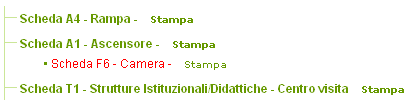 Scheda A4 - Rampa - Stampa
Scheda A1 - Ascensore - Stampa
Scheda F6 - Camera - Stampa
Scheda T1 - Strutture Istituzionali/Didattiche - Centro visita Stampa